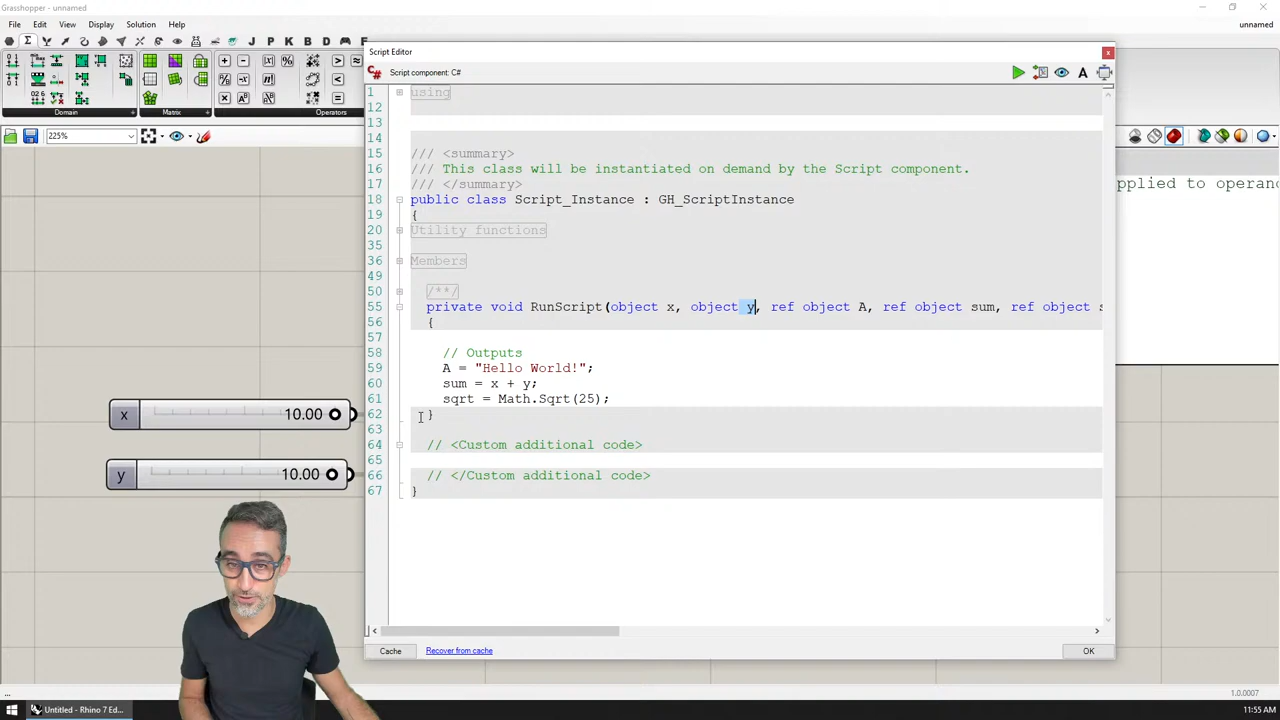 Grasshopper - unnamed
File Edit View Display Solution Help
unnamed
J P K B D
Domain
Matrix
Operators
225%
Script Editor
C# Script component: C#
1 using
12
13
14
15 /// <summary>
16 /// This class will be instantiated on demand by the Script component.
17 /// </summary>
18 public class Script_Instance : GH_ScriptInstance
19 {
20 Utility functions
35
36 Members
49
50 /**/
55 private void RunScript(object x, object y, ref object A, ref object sum, ref object s
56 {
57
58 // Outputs
59 A = "Hello World!";
60 sum = x + y;
61 sqrt = Math.Sqrt(25);
62 }
63
64 // <Custom additional code>
65
66 // </Custom additional code>
67 }
pplied to operan
x 10.00
y 10.00
Cache Recover from cache OK
...
1.0.0007
Untitled - Rhino 7 Ed...
11:55 AM